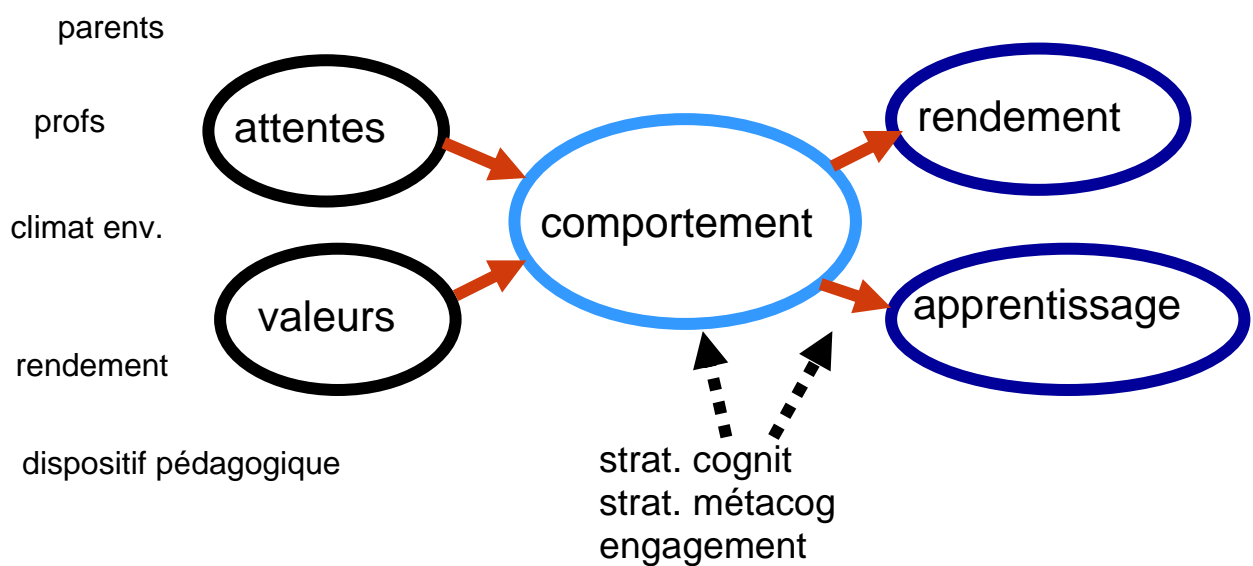 parents
profs
climat env.
rendement
dispositif pédagogique
attentes
valeurs
comportement
rendement
apprentissage
strat. cognit
strat. métacog
engagement